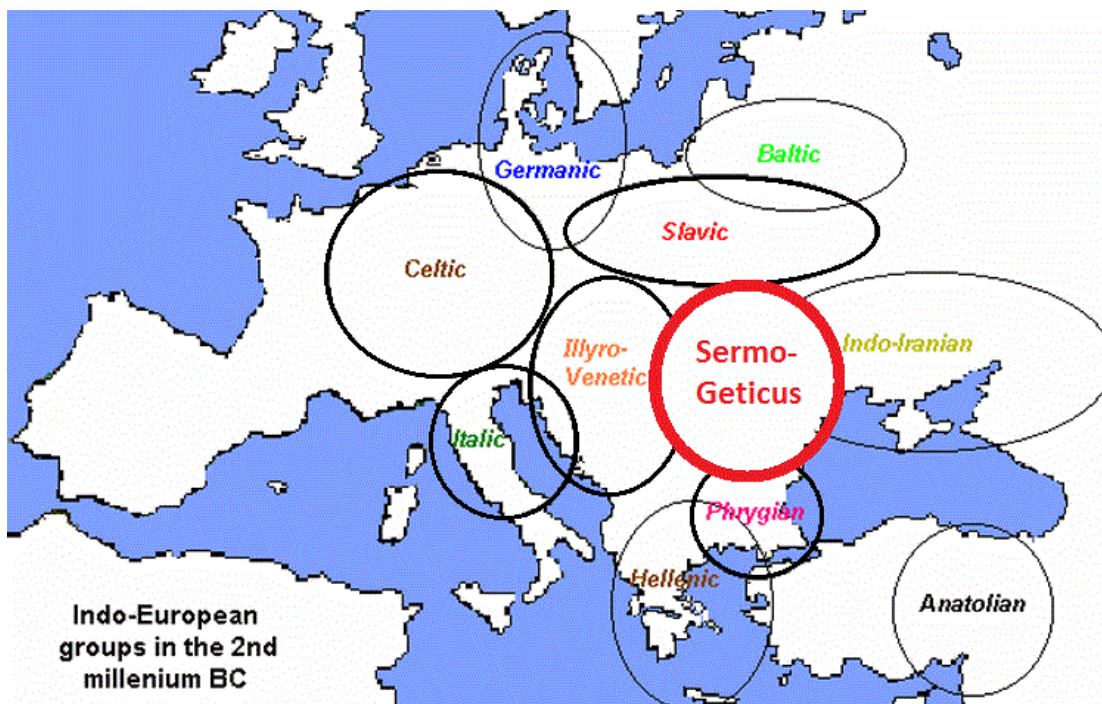 Germanic
Baltic
Slavic
Celtic
Illyro-
Venetic
Sermo-
Geticus
Indo-Iranian
Italic
Phrygian
Hellenic
Anatolian
Indo-European
groups in the 2nd
millenium BC